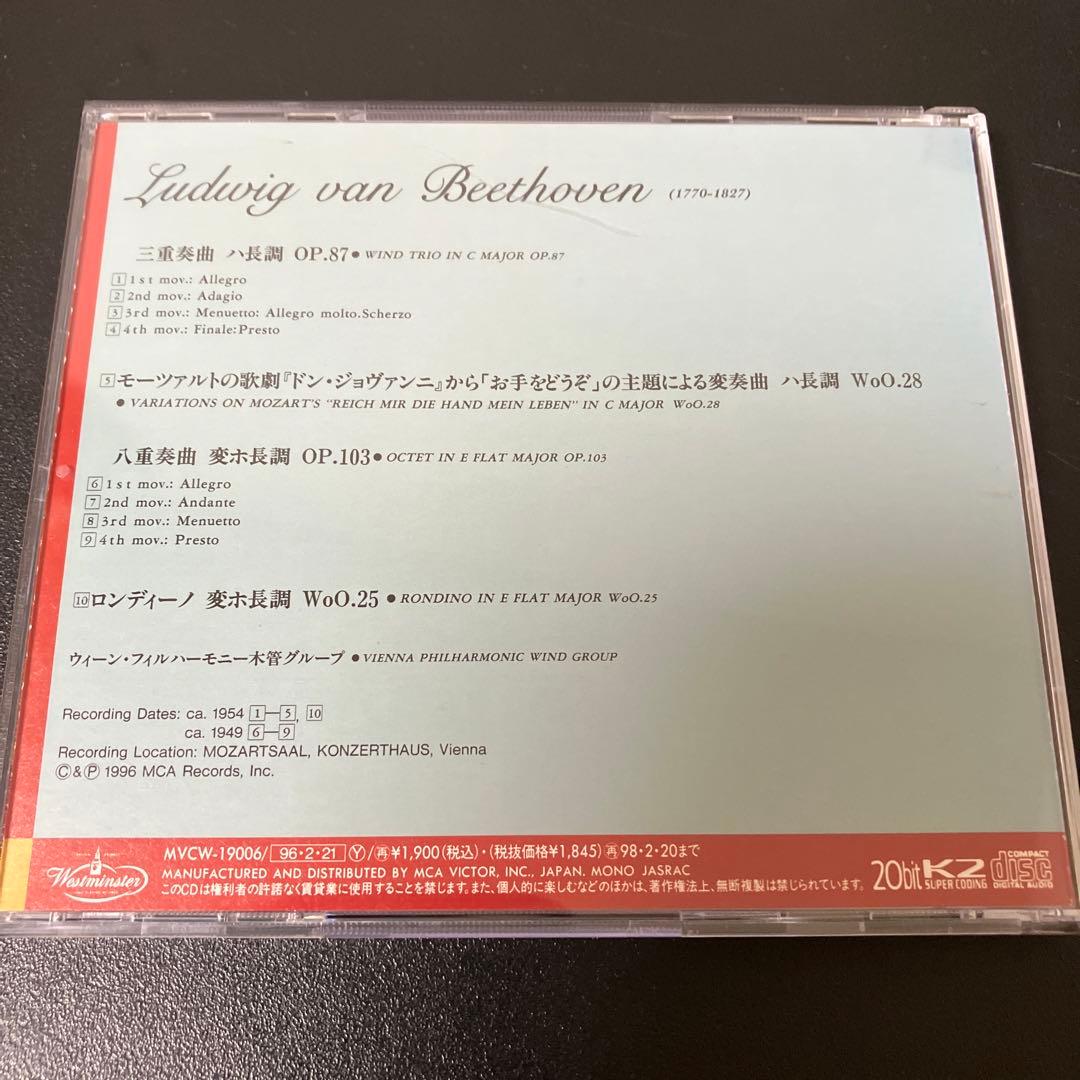 Ludwig van Beethoven (1770-1827)
三重奏曲 ハ長調 OP.87● WIND TRIO IN C MAJOR OP.87
1 1st mov.: Allegro
2 2nd mov.: Adagio
3 3rd mov.: Menuetto: Allegro molto.Scherzo
4 4th mov.: Finale:Presto
5 モーツァルトの歌劇『ドン・ジョヴァンニ』から「お手をどうぞ」の主題による変奏曲 ハ長調 WoO.28
● VARIATIONS ON MOZART'S "REICH MIR DIE HAND MEIN LEBEN" IN C MAJOR WoO.28
八重奏曲 変ホ長調 OP.103● OCTET IN E FLAT MAJOR OP.103
6 1st mov.: Allegro
7 2nd mov.: Andante
8 3rd mov.: Menuetto
9 4th mov.: Presto
10 ロンディーノ 変ホ長調 WoO.25 ● RONDINO IN E FLAT MAJOR WoO.25
ウィーン・フィルハーモニー木管グループ ● VIENNA PHILHARMONIC WIND GROUP
Recording Dates: ca. 1954 1—5, 10
ca. 1949 6—9
Recording Location: MOZARTSAAL, KONZERTHAUS, Vienna
©&℗ 1996 MCA Records, Inc.
MVCW-19006/ 96・2・21 Ⓨ/再¥1,900(税込)・(税抜価格¥1,845)再98・2・20まで
MANUFACTURED AND DISTRIBUTED BY MCA VICTOR, INC., JAPAN. MONO JASRAC
このCDは権利者の許諾なく賃貸業に使用することを禁じます。また、個人的に楽しむなどのほかは、著作権法上、無断複製は禁じられています。
Westminster
20bit K2 SUPER CODING
COMPACT disc DIGITAL AUDIO